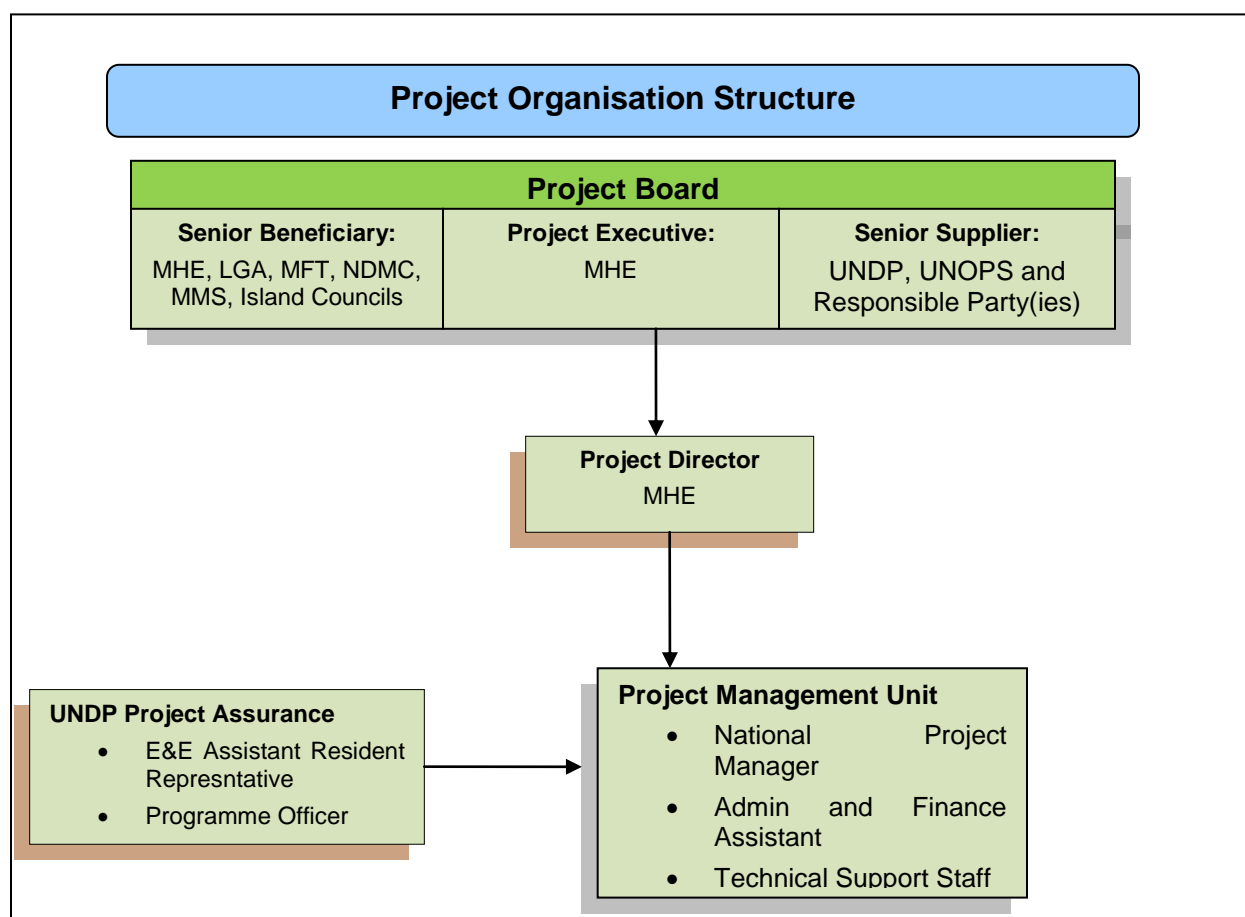 Project Organisation Structure
Project Board
Senior Beneficiary:
MHE, LGA, MFT, NDMC,
MMS, Island Councils
Project Executive:
MHE
Senior Supplier:
UNDP, UNOPS and
Responsible Party(ies)
Project Director
MHE
UNDP Project Assurance
• E&E Assistant Resident
Represntative
• Programme Officer
Project Management Unit
• National Project
Manager
• Admin and Finance
Assistant
• Technical Support Staff